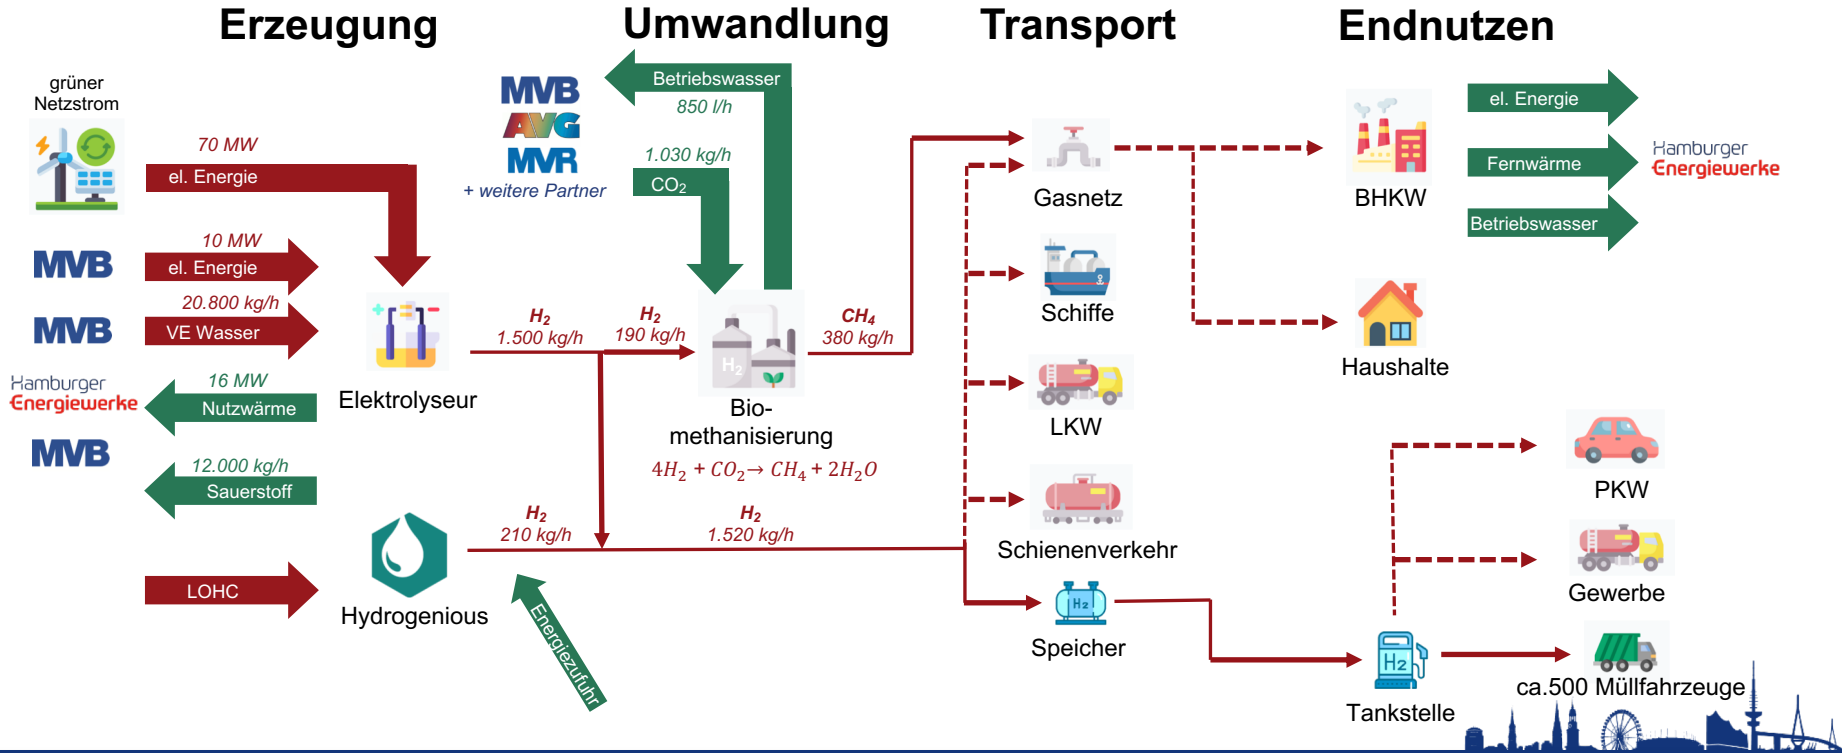 Erzeugung
Umwandlung
Transport
Endnutzen
grüner
Netzstrom
70 MW
el. Energie
MVB
10 MW
el. Energie
MVB
20.800 kg/h
VE Wasser
Hamburger
Energiewerke
16 MW
Nutzwärme
MVB
12.000 kg/h
Sauerstoff
LOHC
Elektrolyseur
Hydrogenious
Energiezufuhr
H₂
1.500 kg/h
H₂
190 kg/h
H₂
210 kg/h
H₂
1.520 kg/h
MVB
AVG
MVR
+ weitere Partner
Betriebswasser
850 l/h
1.030 kg/h
CO₂
H₂
Bio-
methanisierung
4H₂ + CO₂→ CH₄ + 2H₂O
CH₄
380 kg/h
Gasnetz
Schiffe
LKW
Schienenverkehr
H₂
Speicher
BHKW
el. Energie
Fernwärme
Betriebswasser
Hamburger
Energiewerke
Haushalte
PKW
Gewerbe
H₂
Tankstelle
ca.500 Müllfahrzeuge